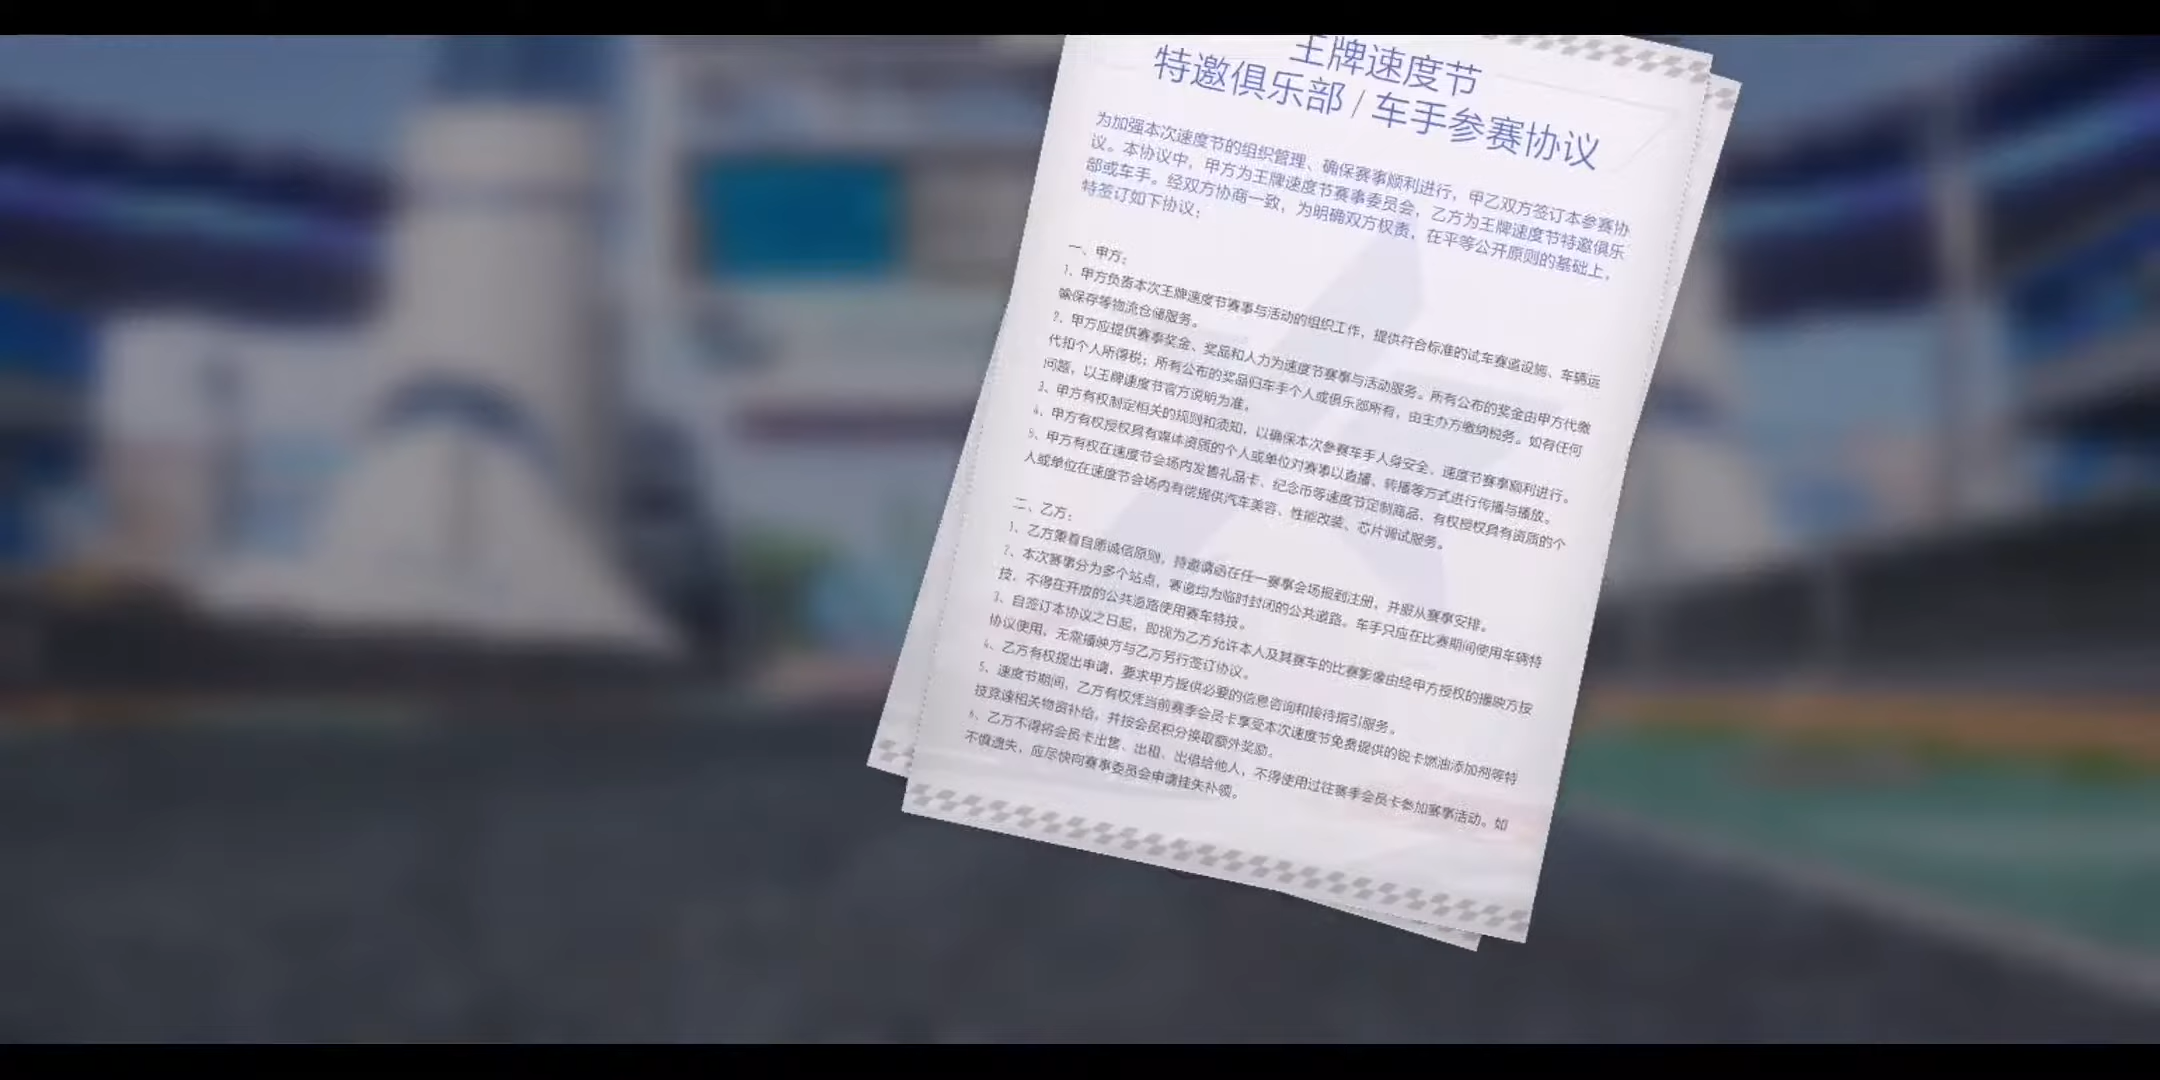 王牌速度节
特邀俱乐部 / 车手参赛协议
为加强本次速度节的组织管理、确保赛事顺利进行，甲乙双方签订本参赛协
议。本协议中，甲方为王牌速度节赛事委员会，乙方为王牌速度节特邀俱乐
部或车手。经双方协商一致，为明确双方权责，在平等公开原则的基础上，
特签订如下协议：
一、甲方：
1、甲方负责本次王牌速度节赛事与活动的组织工作，提供符合标准的试车赛道设施、车辆运
输保存等物流仓储服务。
2、甲方应提供赛事奖金、奖品和人力为速度节赛事与活动服务。所有公布的奖金由甲方代缴
代扣个人所得税；所有公布的奖品归车手个人或俱乐部所有，由主办方缴纳税务。如有任何
问题，以王牌速度节官方说明为准。
3、甲方有权制定相关的规则和须知，以确保本次参赛车手人身安全、速度节赛事顺利进行。
4、甲方有权授权具有媒体资质的个人或单位对赛事以直播、转播等方式进行传播与播放。
5、甲方有权在速度节会场内发售礼品卡、纪念币等速度节定制商品，有权授权具有资质的个
人或单位在速度节会场内有偿提供汽车美容、性能改装、芯片调试服务。
二、乙方：
1、乙方秉着自愿诚信原则，持邀请函在任一赛事会场报到注册，并服从赛事安排。
2、本次赛事分为多个站点，赛道均为临时封闭的公共道路。车手只应在比赛期间使用车辆特
技，不得在开放的公共道路使用赛车特技。
3、自签订本协议之日起，即视为乙方允许本人及其赛车的比赛影像由经甲方授权的播映方按
协议使用，无需播映方与乙方另行签订协议。
4、乙方有权提出申请，要求甲方提供必要的信息咨询和接待指引服务。
5、速度节期间，乙方有权凭当前赛季会员卡享受本次速度节免费提供的锐卡燃油添加剂等特
技竞速相关物资补给，并按会员积分换取额外奖励。
6、乙方不得将会员卡出售、出租、出借给他人，不得使用过往赛季会员卡参加赛事活动。如
不慎遗失，应尽快向赛事委员会申请挂失补领。